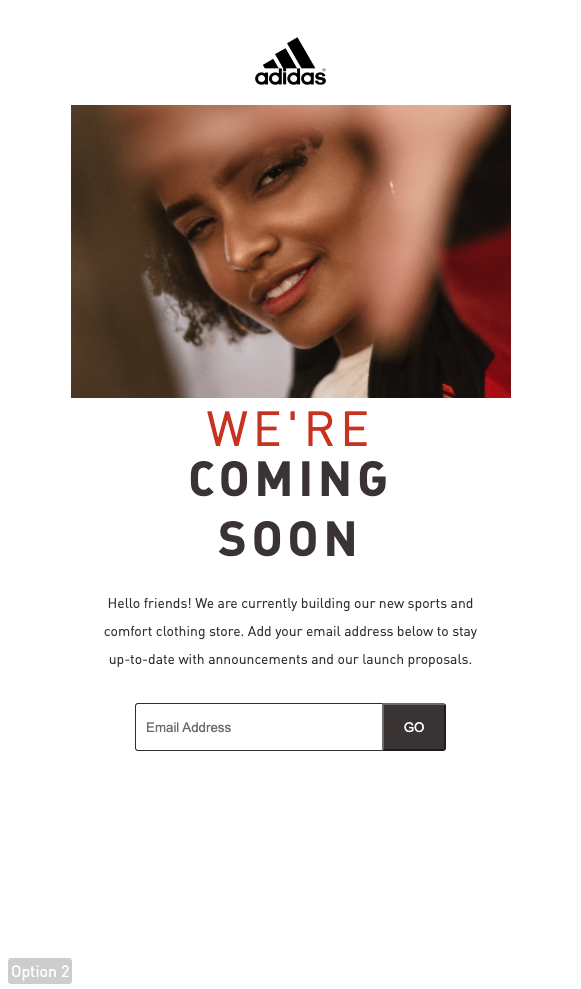 adidas
WE'RE
COMING
SOON
Hello friends! We are currently building our new sports and
comfort clothing store. Add your email address below to stay
up-to-date with announcements and our launch proposals.
Email Address GO
Option 2